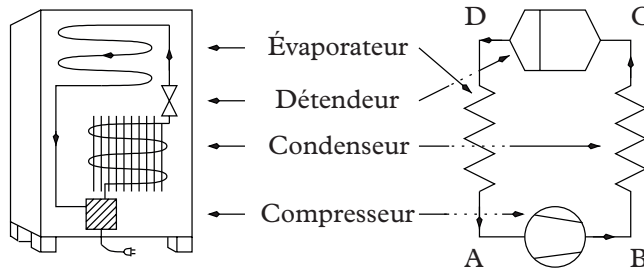 D
C
Évaporateur
Détendeur
Condenseur
Compresseur
A
B